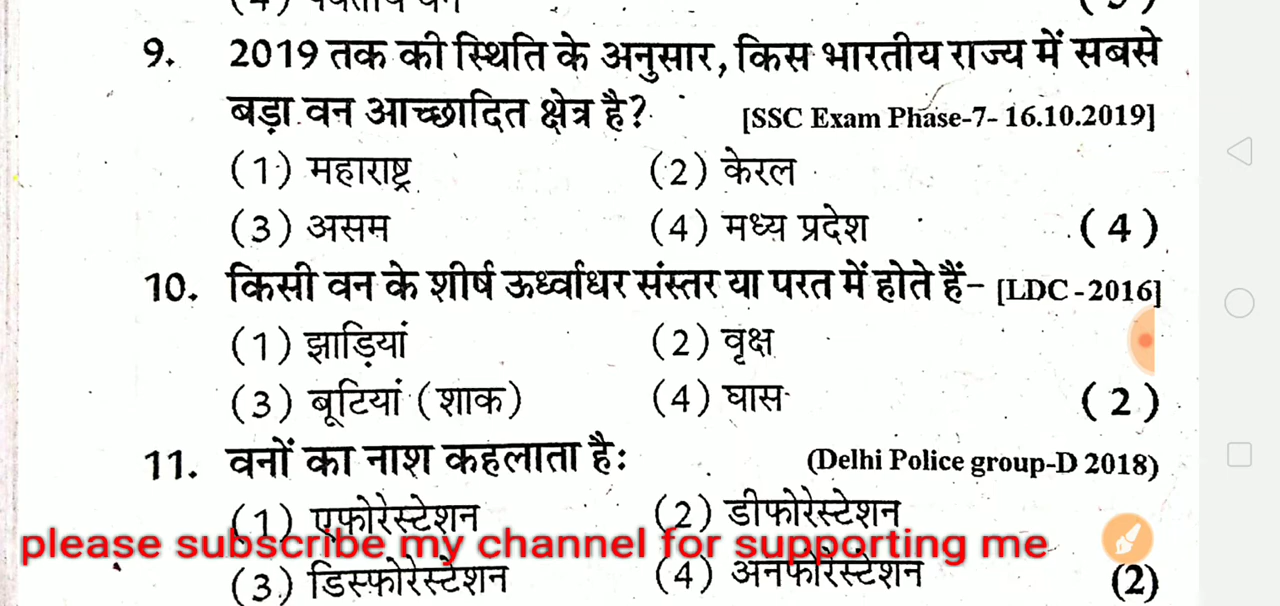 9. 2019 तक की स्थिति के अनुसार, किस भारतीय राज्य में सबसे
बड़ा वन आच्छादित क्षेत्र है? [SSC Exam Phase-7- 16.10.2019]
(1) महाराष्ट्र (2) केरल
(3) असम (4) मध्य प्रदेश (4)
10. किसी वन के शीर्ष ऊर्ध्वाधर संस्तर या परत में होते हैं- [LDC-2016]
(1) झाड़ियां (2) वृक्ष
(3) बूटियां (शाक) (4) घास (2)
11. वनों का नाश कहलाता है: (Delhi Police group-D 2018)
(1) एफोरेस्टेशन (2) डीफोरेस्टेशन
please subscribe my channel for supporting me
(3) डिस्फोरेस्टेशन (4) अनफोरेस्टेशन (2)